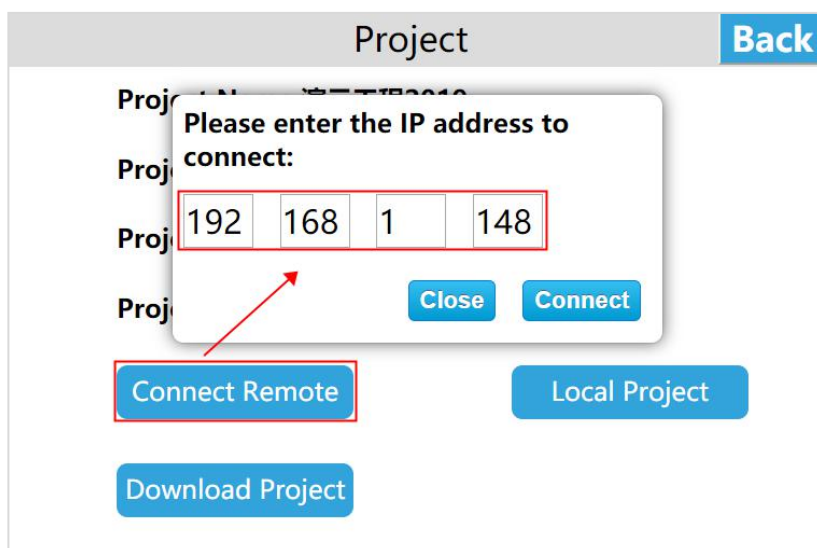 Project
Back
Please enter the IP address to
connect:
192 168 1 148
Close Connect
Connect Remote
Local Project
Download Project